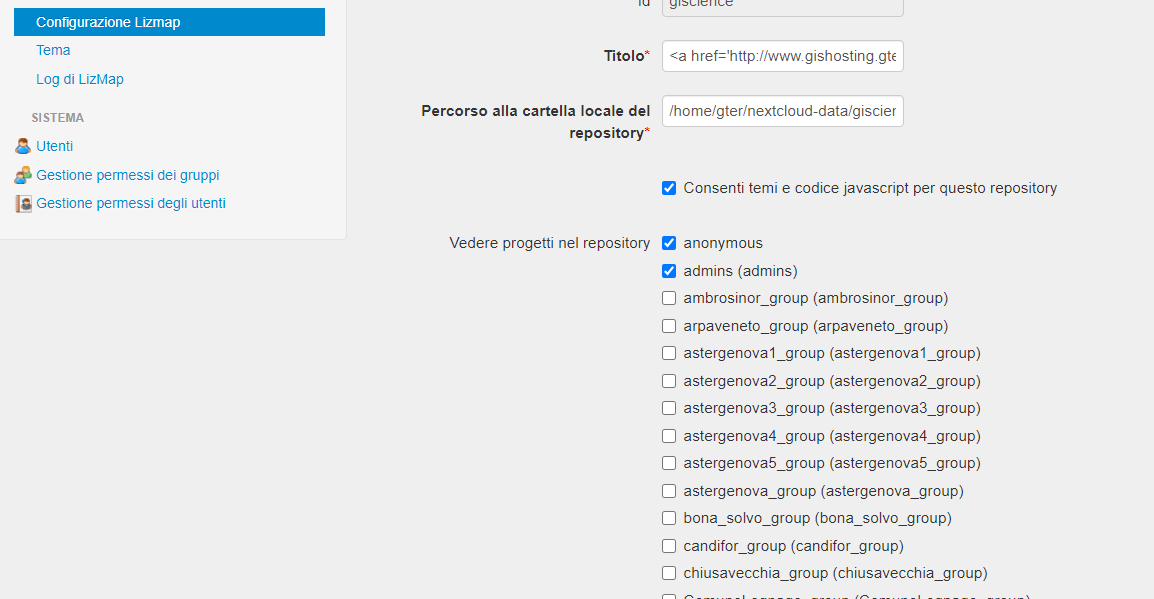 Configurazione Lizmap
Tema
Log di LizMap
SISTEMA
Utenti
Gestione permessi dei gruppi
Gestione permessi degli utenti
Id giscience
Titolo* <a href='http://www.gishosting.gte
Percorso alla cartella locale del
repository* /home/gter/nextcloud-data/giscien
Consenti temi e codice javascript per questo repository
Vedere progetti nel repository anonymous
admins (admins)
ambrosinor_group (ambrosinor_group)
arpaveneto_group (arpaveneto_group)
astergenova1_group (astergenova1_group)
astergenova2_group (astergenova2_group)
astergenova3_group (astergenova3_group)
astergenova4_group (astergenova4_group)
astergenova5_group (astergenova5_group)
astergenova_group (astergenova_group)
bona_solvo_group (bona_solvo_group)
candifor_group (candifor_group)
chiusavecchia_group (chiusavecchia_group)